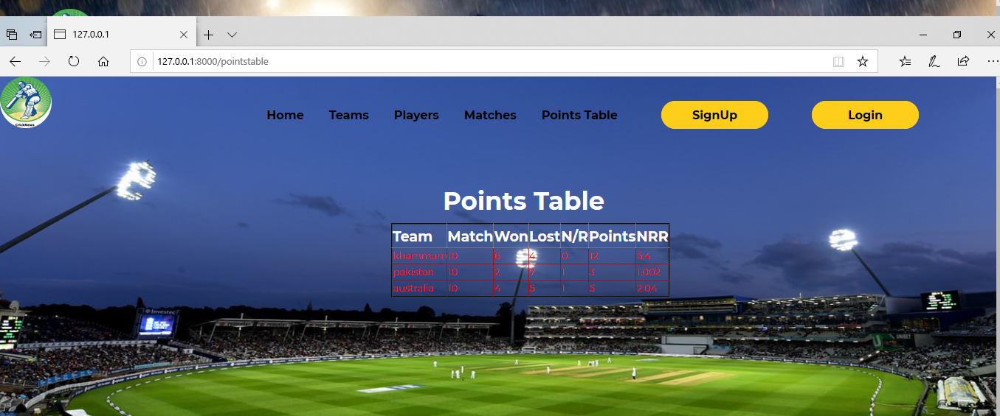 127.0.0.1
127.0.0.1:8000/pointstable
CrickNews
Home Teams Players Matches Points Table SignUp Login
Points Table
Team Match Won Lost N/R Points NRR
khammam 10 6 4 0 12 5.4
pakistan 10 2 7 1 3 1.002
australia 10 4 5 1 5 2.04
Investec
UNIBET